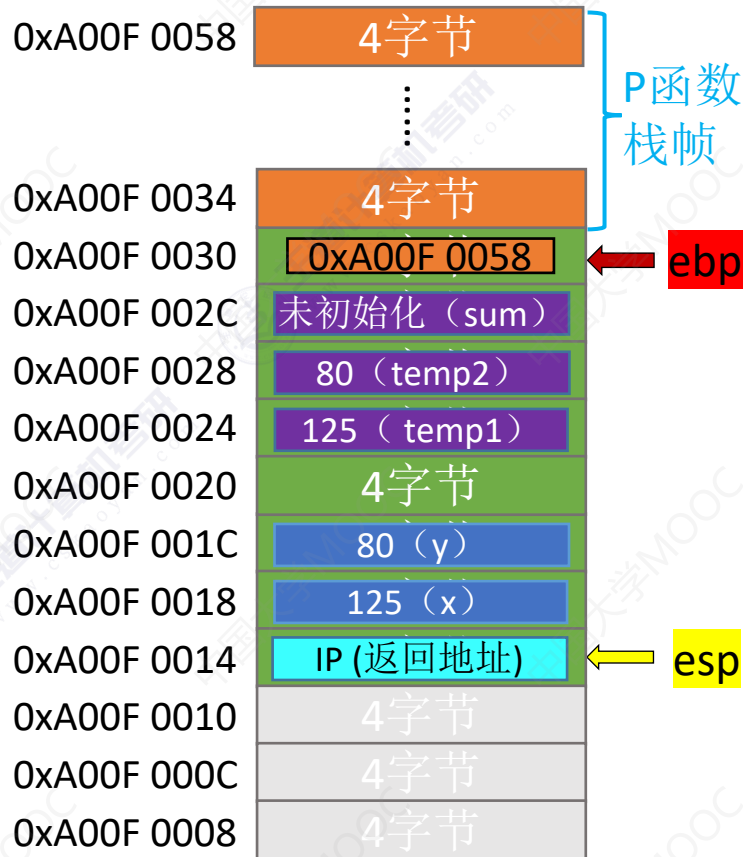 0xA00F 0058 4字节
......
P函数
栈帧
0xA00F 0034 4字节
0xA00F 0030 0xA00F 0058 ebp
0xA00F 002C 未初始化（sum）
0xA00F 0028 80（temp2）
0xA00F 0024 125（ temp1）
0xA00F 0020 4字节
0xA00F 001C 80（y）
0xA00F 0018 125（x）
0xA00F 0014 IP (返回地址) esp
0xA00F 0010 4字节
0xA00F 000C 4字节
0xA00F 0008 4字节